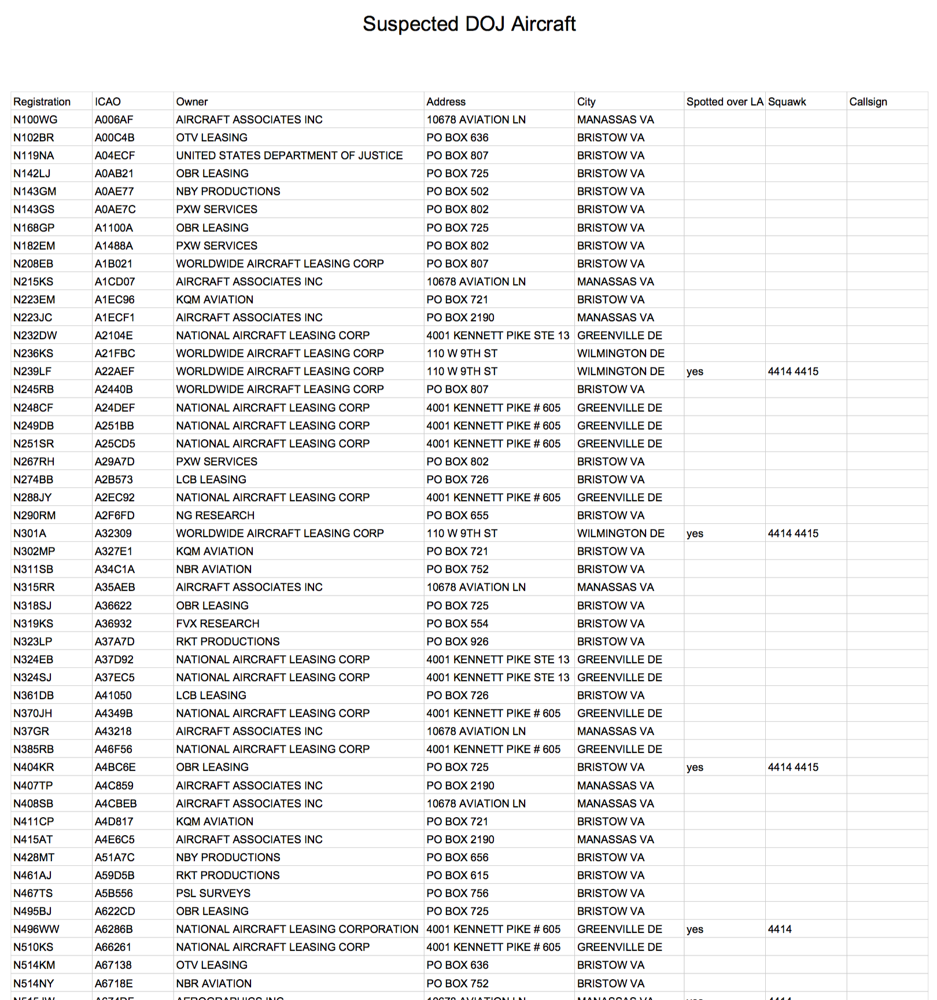 Suspected DOJ Aircraft
Registration ICAO Owner Address City Spotted over LA Squawk Callsign
N100WG A006AF AIRCRAFT ASSOCIATES INC 10678 AVIATION LN MANASSAS VA
N102BR A00C4B OTV LEASING PO BOX 636 BRISTOW VA
N119NA A04ECF UNITED STATES DEPARTMENT OF JUSTICE PO BOX 807 BRISTOW VA
N142LJ A0AB21 OBR LEASING PO BOX 725 BRISTOW VA
N143GM A0AE77 NBY PRODUCTIONS PO BOX 502 BRISTOW VA
N143GS A0AE7C PXW SERVICES PO BOX 802 BRISTOW VA
N168GP A1100A OBR LEASING PO BOX 725 BRISTOW VA
N182EM A1488A PXW SERVICES PO BOX 802 BRISTOW VA
N208EB A1B021 WORLDWIDE AIRCRAFT LEASING CORP PO BOX 807 BRISTOW VA
N215KS A1CD07 AIRCRAFT ASSOCIATES INC 10678 AVIATION LN MANASSAS VA
N223EM A1EC96 KQM AVIATION PO BOX 721 BRISTOW VA
N223JC A1ECF1 AIRCRAFT ASSOCIATES INC PO BOX 2190 MANASSAS VA
N232DW A2104E NATIONAL AIRCRAFT LEASING CORP 4001 KENNETT PIKE STE 13 GREENVILLE DE
N236KS A21FBC WORLDWIDE AIRCRAFT LEASING CORP 110 W 9TH ST WILMINGTON DE
N239LF A22AEF WORLDWIDE AIRCRAFT LEASING CORP 110 W 9TH ST WILMINGTON DE yes 4414 4415
N245RB A2440B WORLDWIDE AIRCRAFT LEASING CORP PO BOX 807 BRISTOW VA
N248CF A24DEF NATIONAL AIRCRAFT LEASING CORP 4001 KENNETT PIKE # 605 GREENVILLE DE
N249DB A251BB NATIONAL AIRCRAFT LEASING CORP 4001 KENNETT PIKE # 605 GREENVILLE DE
N251SR A25CD5 NATIONAL AIRCRAFT LEASING CORP 4001 KENNETT PIKE # 605 GREENVILLE DE
N267RH A29A7D PXW SERVICES PO BOX 802 BRISTOW VA
N274BB A2B573 LCB LEASING PO BOX 726 BRISTOW VA
N288JY A2EC92 NATIONAL AIRCRAFT LEASING CORP 4001 KENNETT PIKE # 605 GREENVILLE DE
N290RM A2F6FD NG RESEARCH PO BOX 655 BRISTOW VA
N301A A32309 WORLDWIDE AIRCRAFT LEASING CORP 110 W 9TH ST WILMINGTON DE yes 4414 4415
N302MP A327E1 KQM AVIATION PO BOX 721 BRISTOW VA
N311SB A34C1A NBR AVIATION PO BOX 752 BRISTOW VA
N315RR A35AEB AIRCRAFT ASSOCIATES INC 10678 AVIATION LN MANASSAS VA
N318SJ A36622 OBR LEASING PO BOX 725 BRISTOW VA
N319KS A36932 FVX RESEARCH PO BOX 554 BRISTOW VA
N323LP A37A7D RKT PRODUCTIONS PO BOX 926 BRISTOW VA
N324EB A37D92 NATIONAL AIRCRAFT LEASING CORP 4001 KENNETT PIKE STE 13 GREENVILLE DE
N324SJ A37EC5 NATIONAL AIRCRAFT LEASING CORP 4001 KENNETT PIKE STE 13 GREENVILLE DE
N361DB A41050 LCB LEASING PO BOX 726 BRISTOW VA
N370JH A4349B NATIONAL AIRCRAFT LEASING CORP 4001 KENNETT PIKE # 605 GREENVILLE DE
N37GR A43218 AIRCRAFT ASSOCIATES INC 10678 AVIATION LN MANASSAS VA
N385RB A46F56 NATIONAL AIRCRAFT LEASING CORP 4001 KENNETT PIKE # 605 GREENVILLE DE
N404KR A4BC6E OBR LEASING PO BOX 725 BRISTOW VA yes 4414 4415
N407TP A4C859 AIRCRAFT ASSOCIATES INC PO BOX 2190 MANASSAS VA
N408SB A4CBEB AIRCRAFT ASSOCIATES INC 10678 AVIATION LN MANASSAS VA
N411CP A4D817 KQM AVIATION PO BOX 721 BRISTOW VA
N415AT A4E6C5 AIRCRAFT ASSOCIATES INC PO BOX 2190 MANASSAS VA
N428MT A51A7C NBY PRODUCTIONS PO BOX 656 BRISTOW VA
N461AJ A59D5B RKT PRODUCTIONS PO BOX 615 BRISTOW VA
N467TS A5B556 PSL SURVEYS PO BOX 756 BRISTOW VA
N495BJ A622CD OBR LEASING PO BOX 725 BRISTOW VA
N496WW A6286B NATIONAL AIRCRAFT LEASING CORPORATION 4001 KENNETT PIKE # 605 GREENVILLE DE yes 4414
N510KS A66261 NATIONAL AIRCRAFT LEASING CORP 4001 KENNETT PIKE # 605 GREENVILLE DE
N514KM A67138 OTV LEASING PO BOX 636 BRISTOW VA
N514NY A6718E NBR AVIATION PO BOX 752 BRISTOW VA